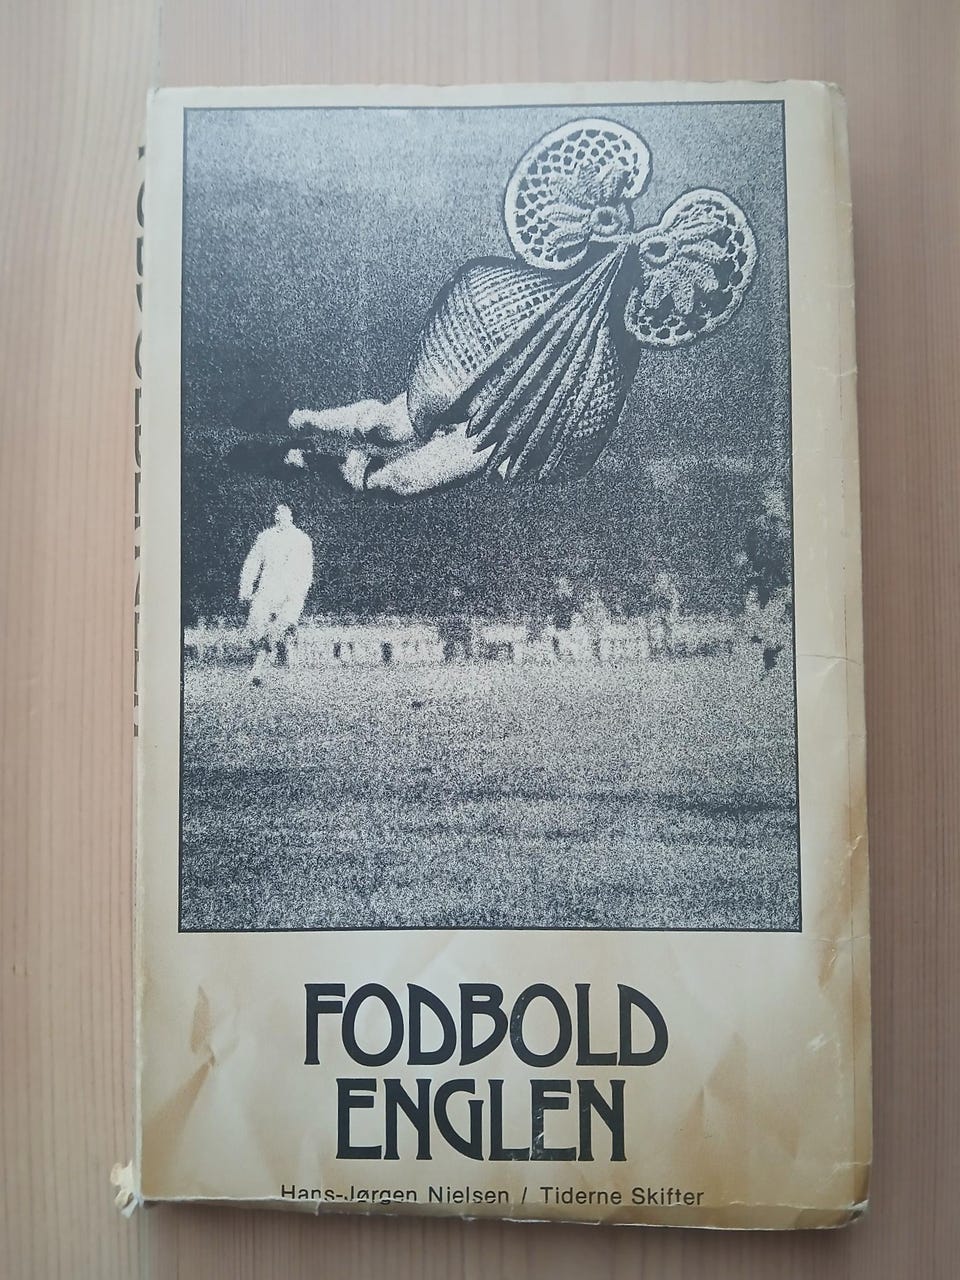 FODBOLD
ENGLEN
Hans-Jørgen Nielsen / Tiderne Skifter